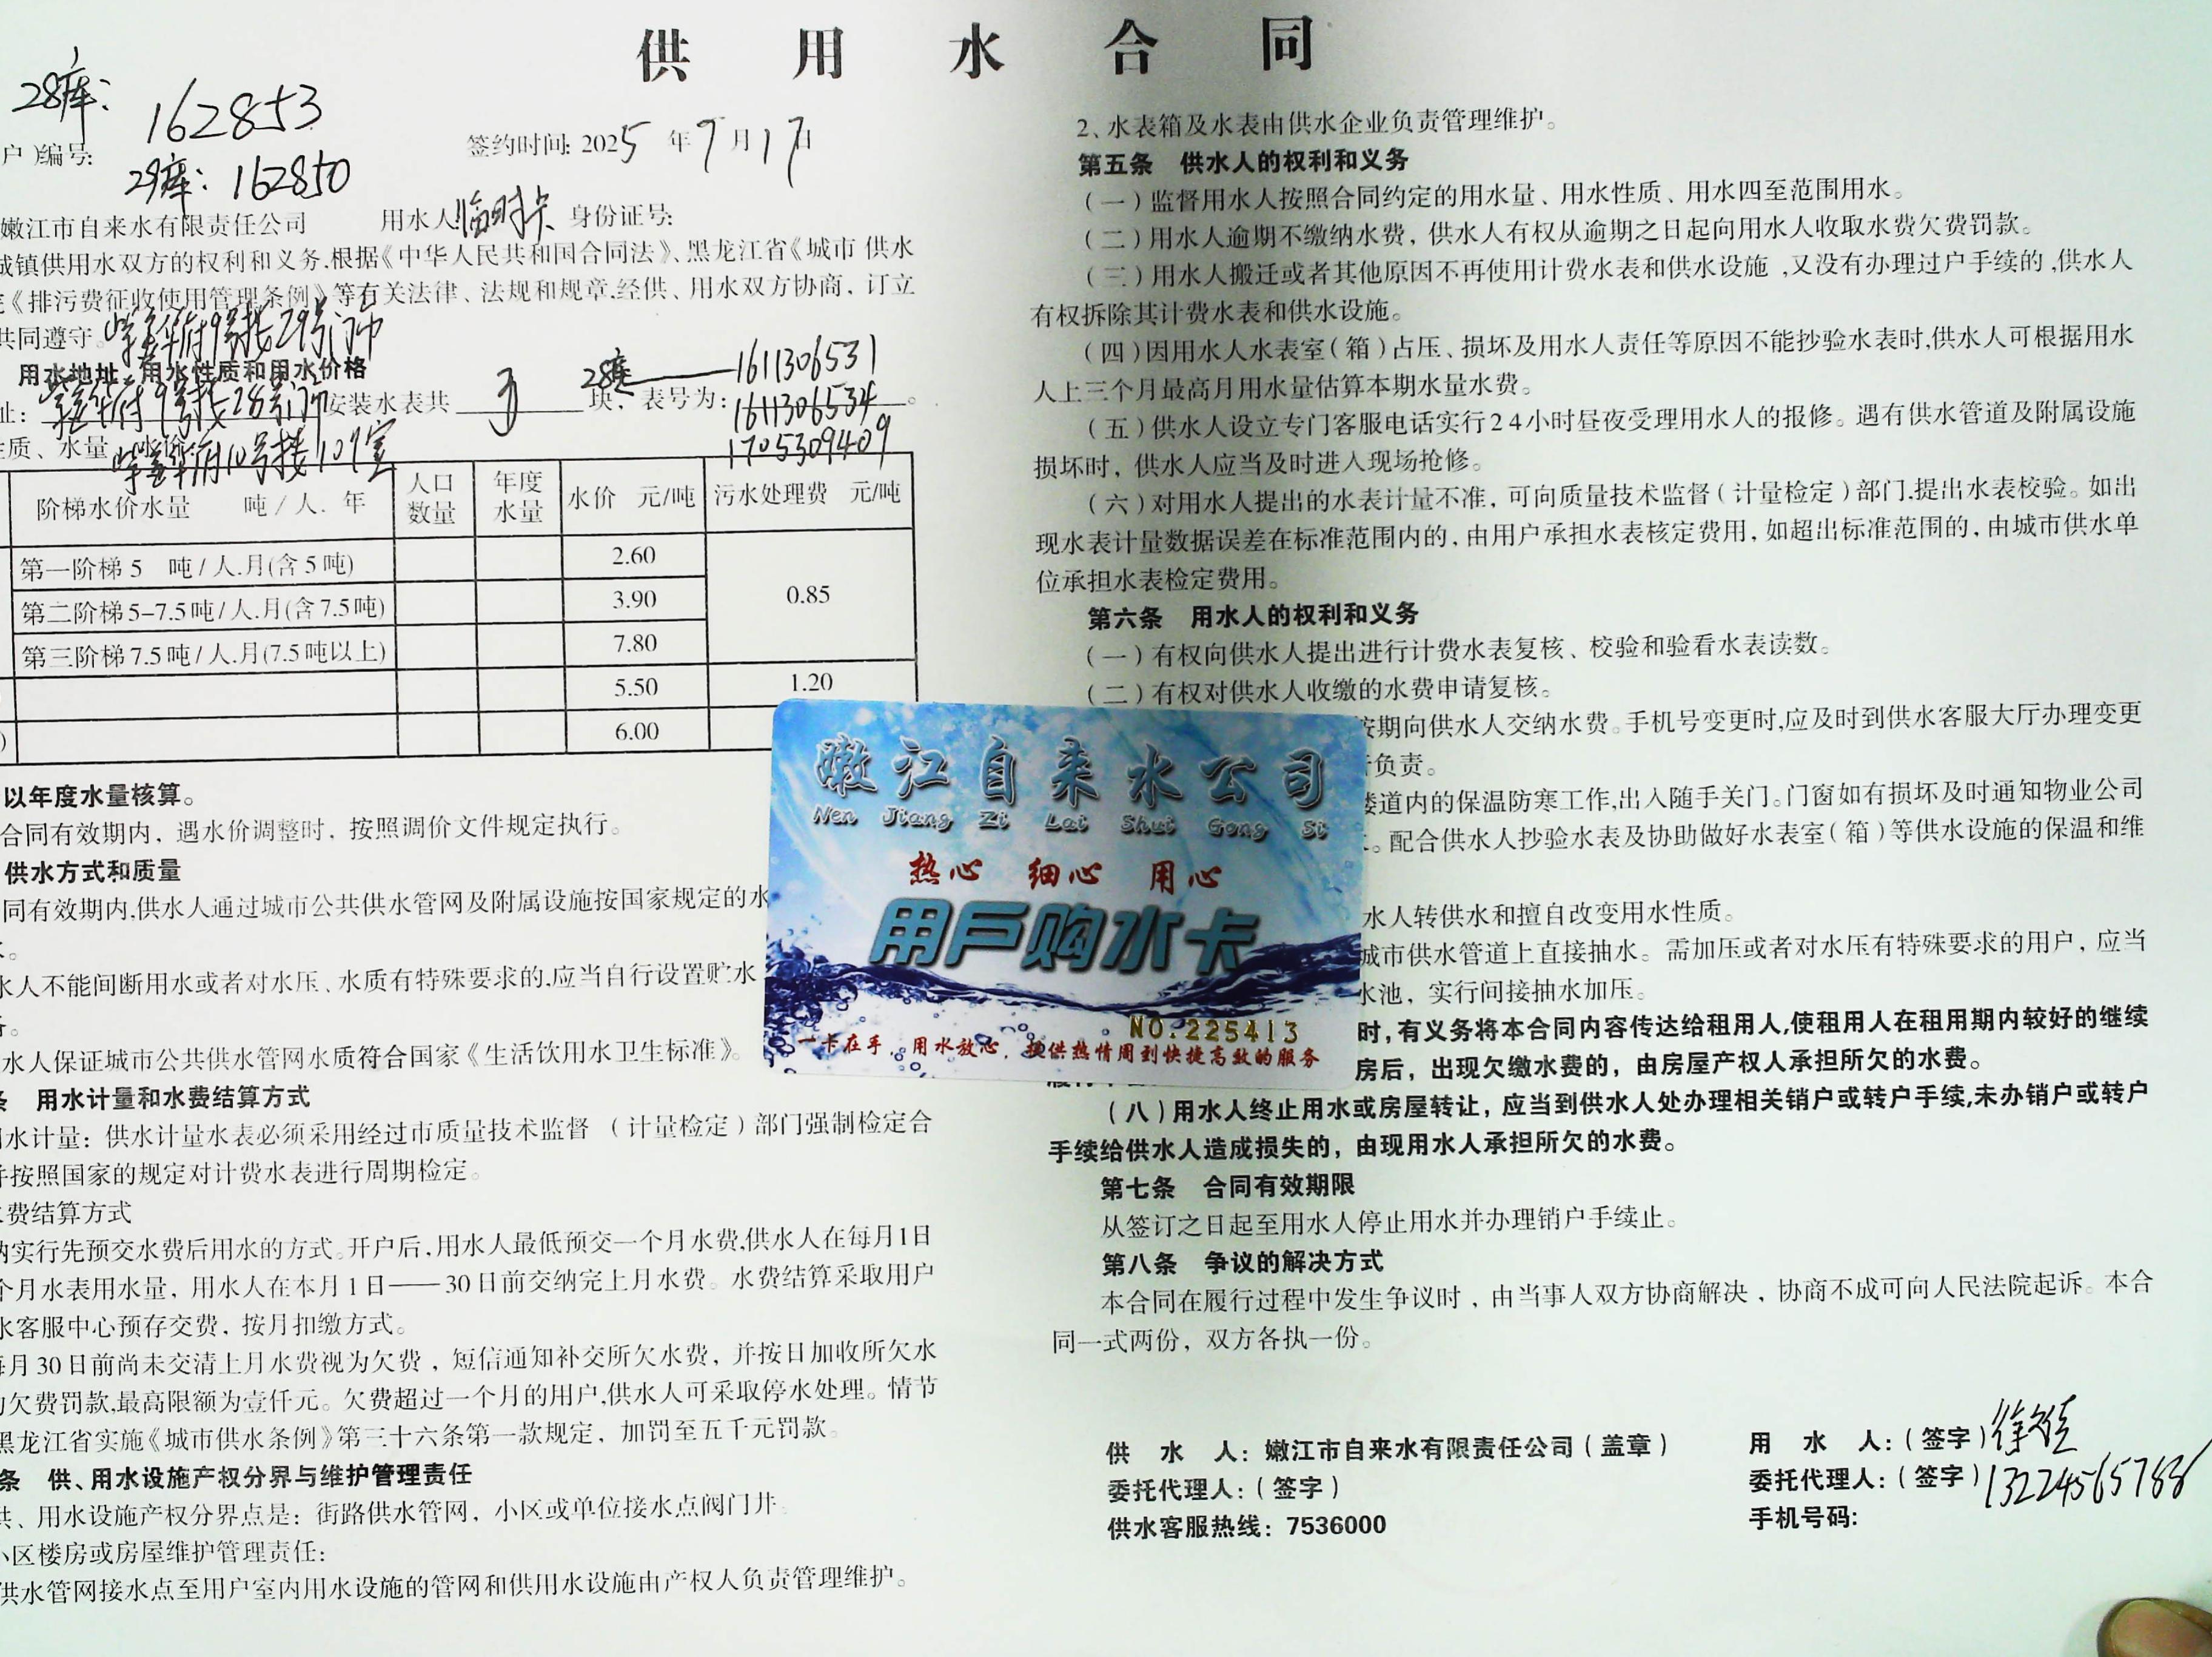 供用水合同
28库:
162853
户）编号:
29库: 162850
签约时间: 2025年7月17日
嫩江市自来水有限责任公司 用水人 临时卡 身份证号:
城镇供用水双方的权利和义务,根据《中华人民共和国合同法》、黑龙江省《城市 供水
《排污费征收使用管理条例》等有关法律、法规和规章,经供、用水双方协商，订立
共同遵守。
府9号楼29号门市
用水地址、用水性质和用水价格
址: 府9号楼28号门 安装水表共 块，表号为:
1611306531
1611306534。
1705309409
质、水量、水价
府10号楼109室
阶梯水价水量 吨/人.年 人口数量 年度水量 水价 元/吨 污水处理费 元/吨
第一阶梯5 吨/人.月(含5吨) 2.60 0.85
第二阶梯5-7.5吨/人.月(含7.5吨) 3.90
第三阶梯7.5吨/人.月(7.5吨以上) 7.80
5.50 1.20
) 6.00
以年度水量核算。
合同有效期内，遇水价调整时，按照调价文件规定执行。
供水方式和质量
同有效期内,供水人通过城市公共供水管网及附属设施按国家规定的水
水人不能间断用水或者对水压、水质有特殊要求的,应当自行设置贮水
水人保证城市公共供水管网水质符合国家《生活饮用水卫生标准》。
条 用水计量和水费结算方式
用水计量：供水计量水表必须采用经过市质量技术监督（计量检定）部门强制检定合
并按照国家的规定对计费水表进行周期检定。
费结算方式
纳实行先预交水费后用水的方式。开户后,用水人最低预交一个月水费,供水人在每月1日
个月水表用水量，用水人在本月1日——30日前交纳完上月水费。水费结算采取用户
水客服中心预存交费，按月扣缴方式。
每月30日前尚未交清上月水费视为欠费，短信通知补交所欠水费，并按日加收所欠水
欠费罚款,最高限额为壹仟元。欠费超过一个月的用户,供水人可采取停水处理。情节
黑龙江省实施《城市供水条例》第三十六条第一款规定，加罚至五千元罚款。
条 供、用水设施产权分界与维护管理责任
供、用水设施产权分界点是：街路供水管网，小区或单位接水点阀门井。
小区楼房或房屋维护管理责任：
供水管网接水点至用户室内用水设施的管网和供用水设施由产权人负责管理维护。
2、水表箱及水表由供水企业负责管理维护。
第五条 供水人的权利和义务
（一）监督用水人按照合同约定的用水量、用水性质、用水四至范围用水。
（二）用水人逾期不缴纳水费，供水人有权从逾期之日起向用水人收取水费欠费罚款。
（三）用水人搬迁或者其他原因不再使用计费水表和供水设施,又没有办理过户手续的,供水人
有权拆除其计费水表和供水设施。
（四）因用水人水表室（箱）占压、损坏及用水人责任等原因不能抄验水表时,供水人可根据用水
人上三个月最高月用水量估算本期水量水费。
（五）供水人设立专门客服电话实行24小时昼夜受理用水人的报修。遇有供水管道及附属设施
损坏时，供水人应当及时进入现场抢修。
（六）对用水人提出的水表计量不准，可向质量技术监督（计量检定）部门,提出水表校验。如出
现水表计量数据误差在标准范围内的，由用户承担水表核定费用，如超出标准范围的，由城市供水单
位承担水表检定费用。
第六条 用水人的权利和义务
（一）有权向供水人提出进行计费水表复核、校验和验看水表读数。
（二）有权对供水人收缴的水费申请复核。
按期向供水人交纳水费。手机号变更时,应及时到供水客服大厅办理变更
负责。
楼道内的保温防寒工作,出入随手关门。门窗如有损坏及时通知物业公司
。配合供水人抄验水表及协助做好水表室（箱）等供水设施的保温和维
水人转供水和擅自改变用水性质。
城市供水管道上直接抽水。需加压或者对水压有特殊要求的用户，应当
水池，实行间接抽水加压。
时,有义务将本合同内容传达给租用人,使租用人在租用期内较好的继续
房后，出现欠缴水费的，由房屋产权人承担所欠的水费。
（八）用水人终止用水或房屋转让，应当到供水人处办理相关销户或转户手续,未办销户或转户
手续给供水人造成损失的，由现用水人承担所欠的水费。
第七条 合同有效期限
从签订之日起至用水人停止用水并办理销户手续止。
第八条 争议的解决方式
本合同在履行过程中发生争议时，由当事人双方协商解决，协商不成可向人民法院起诉。本合
同一式两份，双方各执一份。
供 水 人：嫩江市自来水有限责任公司（盖章）
委托代理人：（签字）
供水客服热线：7536000
用 水 人：（签字）
委托代理人：（签字）13224565788
手机号码：
嫩江自来水公司
Nen Jiang Zi Lai Shui Gong Si
热心 细心 用心
用戶购水卡
NO.225413
一卡在手，用水放心，提供热情周到快捷高效的服务